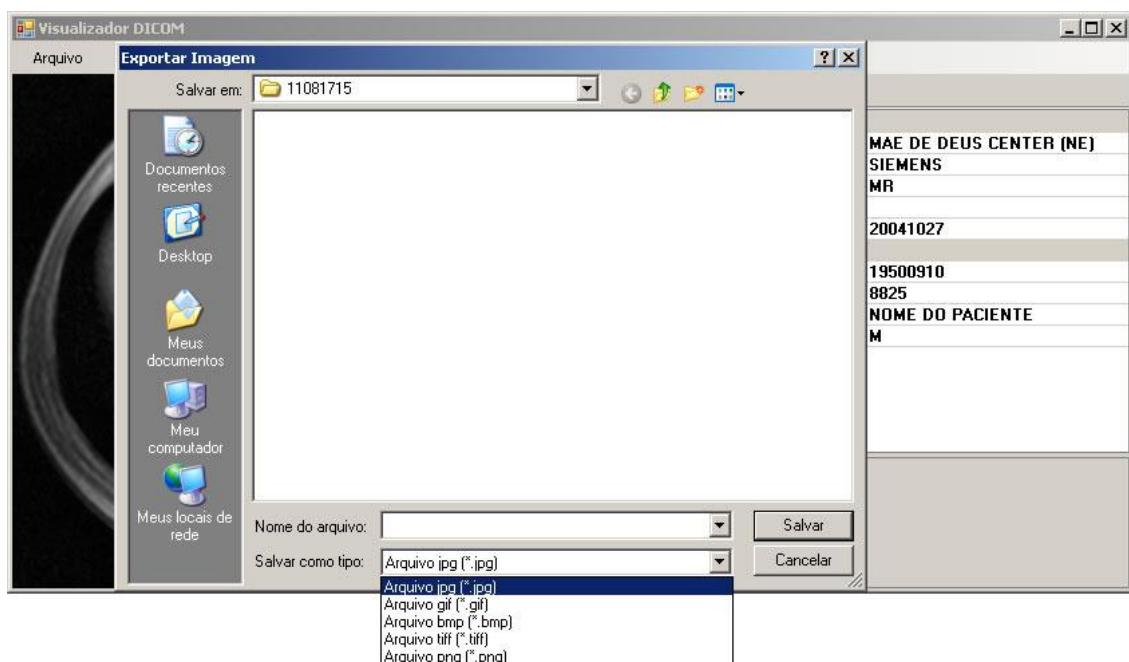 Visualizador DICOM
Arquivo
Exportar Imagem
Salvar em:
11081715
Documentos
recentes
Desktop
Meus
documentos
Meu
computador
Meus locais de
rede
Nome do arquivo:
Salvar
Salvar como tipo:
Arquivo jpg (*.jpg)
Cancelar
Arquivo jpg (*.jpg)
Arquivo gif (*.gif)
Arquivo bmp (*.bmp)
Arquivo tiff (*.tiff)
Arquivo png (*.png)
MAE DE DEUS CENTER (NE)
SIEMENS
MR
20041027
19500910
8825
NOME DO PACIENTE
M